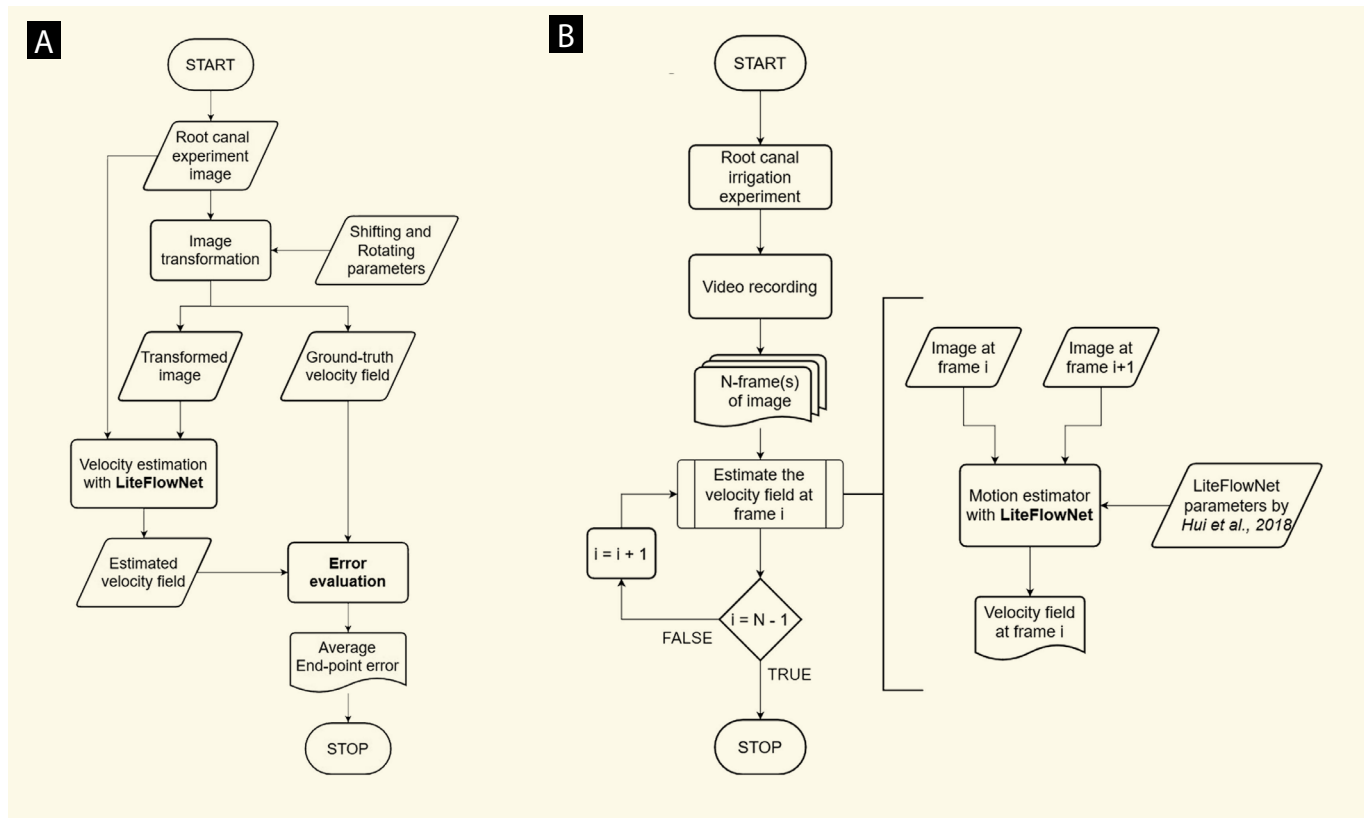 A
START
Root canal
experiment
image
Image
transformation
Shifting and
Rotating
parameters
Transformed
image
Ground-truth
velocity field
Velocity estimation
with LiteFlowNet
Estimated
velocity field
Error
evaluation
Average
End-point error
STOP
B
START
Root canal
irrigation
experiment
Video recording
N-frame(s)
of image
Estimate the
velocity field at
frame i
i = i + 1
i = N - 1
FALSE
TRUE
STOP
Image at
frame i
Image at
frame i+1
Motion estimator
with LiteFlowNet
LiteFlowNet
parameters by
Hui et al., 2018
Velocity field
at frame i